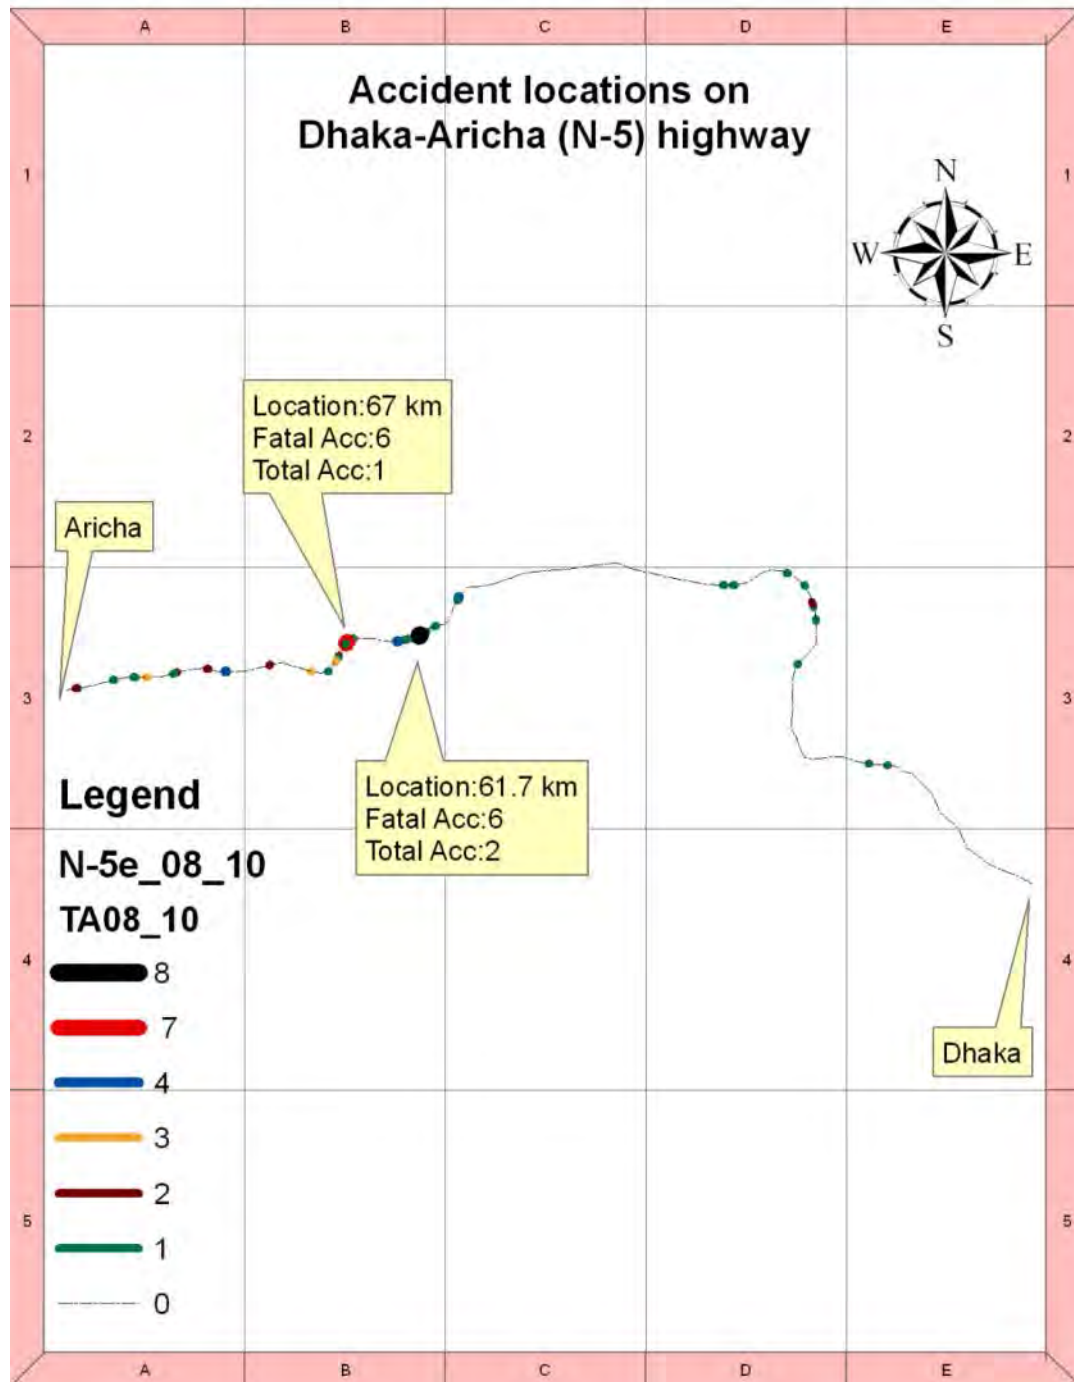 A B C D E
Accident locations on
Dhaka-Aricha (N-5) highway
1 1
N
W E
S
Location:67 km
Fatal Acc:6
Total Acc:1
2 2
Aricha
3 3
Location:61.7 km
Fatal Acc:6
Total Acc:2
Legend
N-5e_08_10
TA08_10
8
7
4
3
2
1
0
4 4
Dhaka
5 5
A B C D E